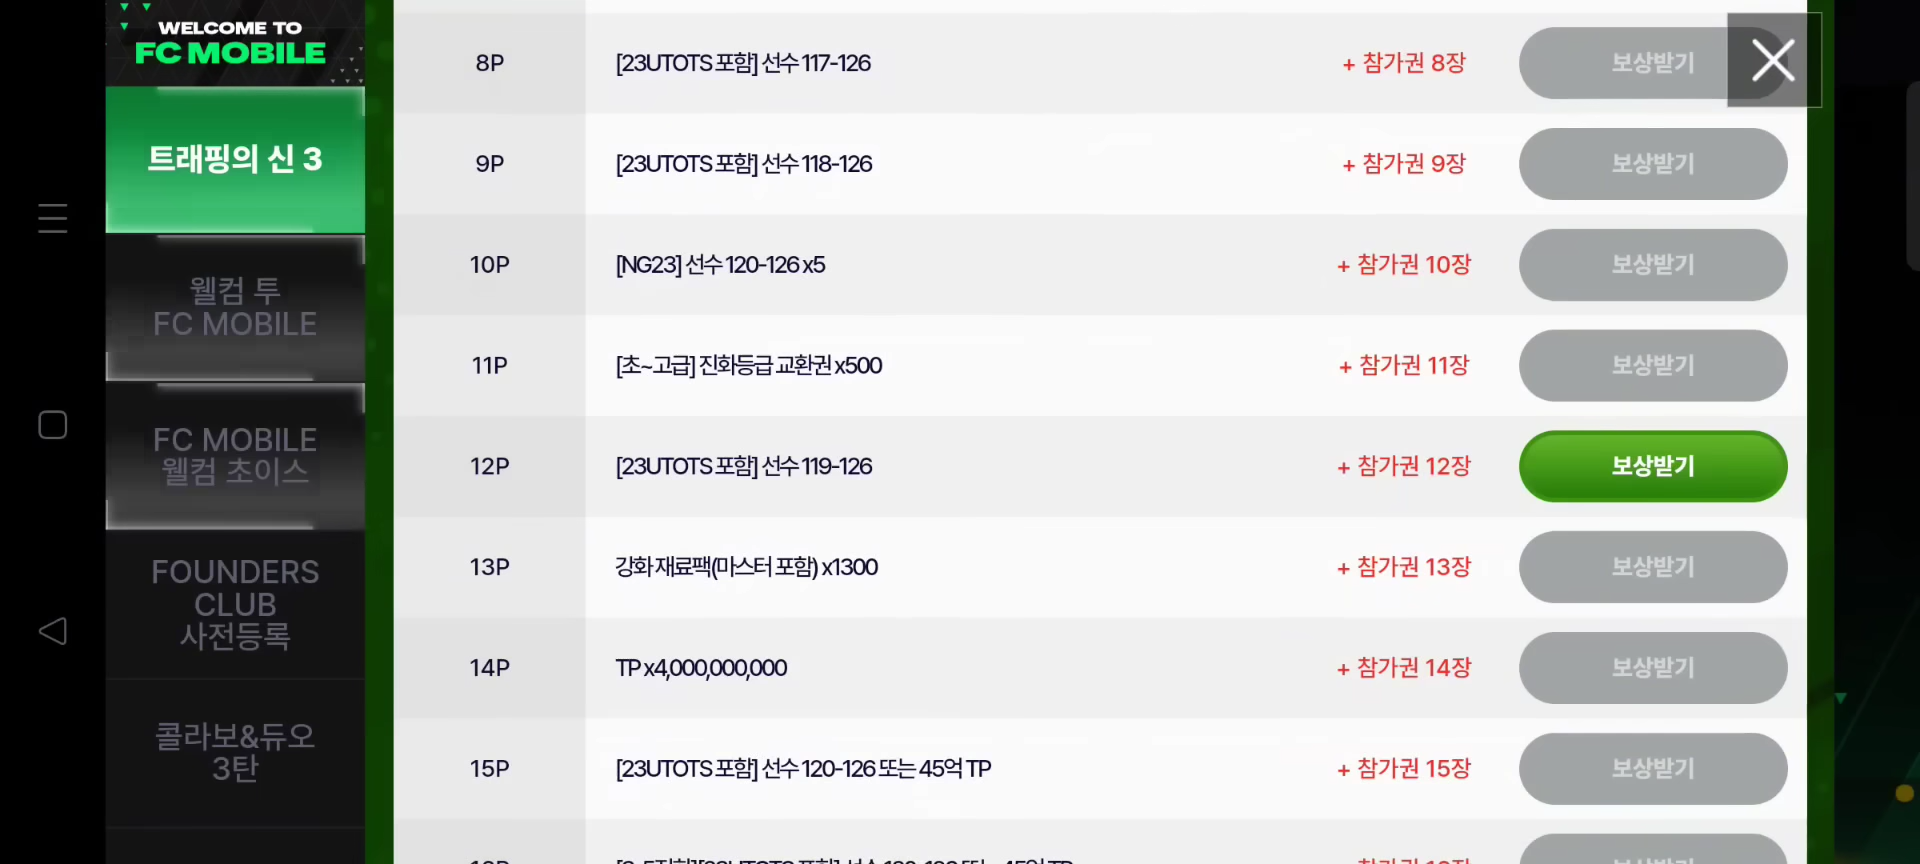 WELCOME TO
FC MOBILE
트래핑의 신 3
웰컴 투
FC MOBILE
FC MOBILE
웰컴 초이스
FOUNDERS
CLUB
사전등록
콜라보&듀오
3탄
8P [23UTOTS 포함] 선수 117-126 + 참가권 8장 보상받기
9P [23UTOTS 포함] 선수 118-126 + 참가권 9장 보상받기
10P [NG23] 선수 120-126 x5 + 참가권 10장 보상받기
11P [초~고급] 진화등급 교환권 x500 + 참가권 11장 보상받기
12P [23UTOTS 포함] 선수 119-126 + 참가권 12장 보상받기
13P 강화 재료팩(마스터 포함) x1300 + 참가권 13장 보상받기
14P TP x4,000,000,000 + 참가권 14장 보상받기
15P [23UTOTS 포함] 선수 120-126 또는 45억 TP + 참가권 15장 보상받기